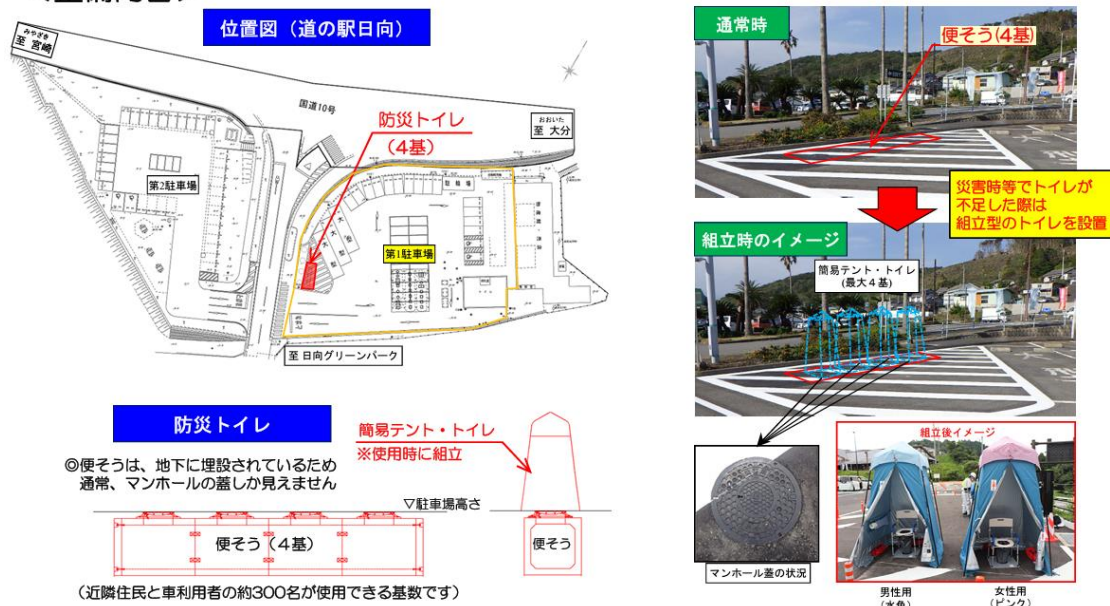 位置図（道の駅日向）
みやざき
至 宮崎
国道10号
おおいた
至 大分
防災トイレ
（4基）
第2駐車場
駐輪場
大型
第1駐車場
至 日向グリーンパーク
防災トイレ
◎便そうは、地下に埋設されているため
通常、マンホールの蓋しか見えません
簡易テント・トイレ
※使用時に組立
▽駐車場高さ
便そう（4基）
便そう
（近隣住民と車利用者の約300名が使用できる基数です）
通常時
便そう(4基)
災害時等でトイレが
不足した際は
組立型のトイレを設置
組立時のイメージ
簡易テント・トイレ
(最大４基)
マンホール蓋の状況
組立後イメージ
男性用
(水色)
女性用
(ピンク)